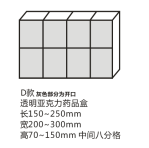 D款 灰色部分为开口
透明亚克力药品盒
长150~250mm
宽200~300mm
高70~150mm 中间八分格